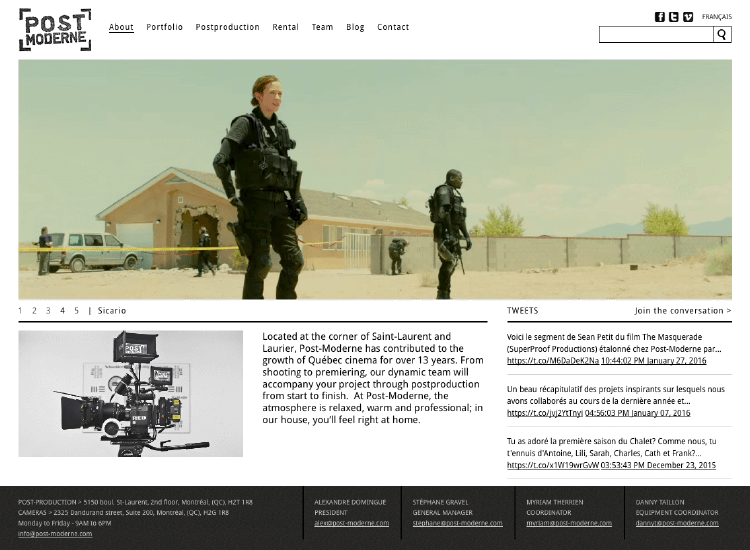 POST
MODERNE
About Portfolio Postproduction Rental Team Blog Contact
FRANÇAIS
1 2 3 4 5 | Sicario
TWEETS
Join the conversation >
POST
MODERNE
RED
Located at the corner of Saint-Laurent and
Laurier, Post-Moderne has contributed to the
growth of Québec cinema for over 13 years. From
shooting to premiering, our dynamic team will
accompany your project through postproduction
from start to finish. At Post-Moderne, the
atmosphere is relaxed, warm and professional; in
our house, you'll feel right at home.
Voici le segment de Sean Petit du film The Masquerade
(SuperProof Productions) étalonné chez Post-Moderne par...
https://t.co/M6DaDeK2Na 10:44:02 PM January 27, 2016
Un beau récapitulatif des projets inspirants sur lesquels nous
avons collaborés au cours de la dernière année et...
https://t.co/jvj2YtTnyI 04:56:03 PM January 07, 2016
Tu as adoré la première saison du Chalet? Comme nous, tu
t'ennuis d'Antoine, Lili, Sarah, Charles, Cath et Frank?...
https://t.co/x1W19wrGvW 03:53:43 PM December 23, 2015
POST-PRODUCTION > 5150 boul. St-Laurent, 2nd floor, Montréal, (QC), H2T 1R8
CAMERAS > 2325 Dandurand street, Suite 200, Montréal, (QC), H2G 1R8
Monday to Friday - 9AM to 6PM
info@post-moderne.com
ALEXANDRE DOMINGUE
PRESIDENT
alex@post-moderne.com
STÉPHANE GRAVEL
GENERAL MANAGER
stephane@post-moderne.com
MYRIAM THERRIEN
COORDINATOR
myriam@post-moderne.com
DANNY TAILLON
EQUIPMENT COORDINATOR
dannyt@post-moderne.com